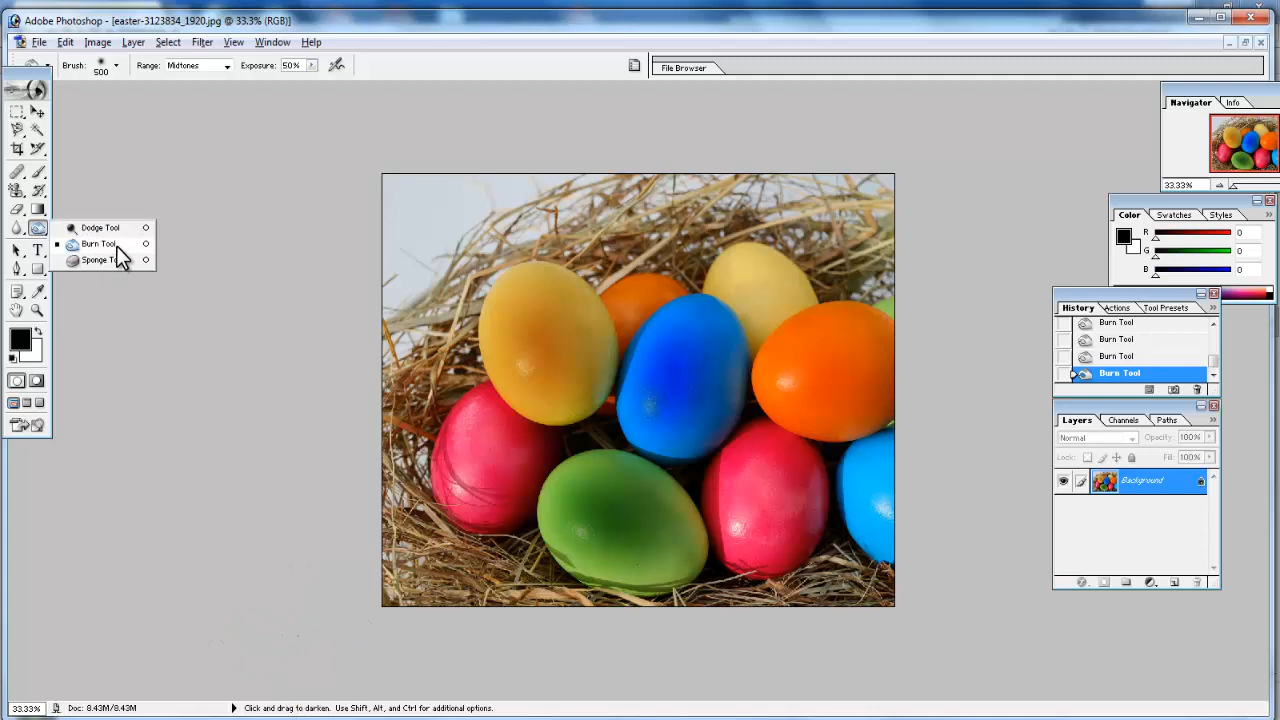 Adobe Photoshop - [easter-3123834_1920.jpg @ 33.3% (RGB)]
File Edit Image Layer Select Filter View Window Help
Brush: 500 Range: Midtones Exposure: 50% File Browser
Navigator Info
33.33%
Dodge Tool O
Burn Tool O
Sponge O
Color Swatches Styles
R 0
G 0
B 0
History Actions Tool Presets
Burn Tool
Burn Tool
Burn Tool
Burn Tool
Layers Channels Paths
Normal Opacity: 100%
Lock: Fill: 100%
Background
T
33.33% Doc: 8.43M/8.43M Click and drag to darken. Use Shift, Alt, and Ctrl for additional options.